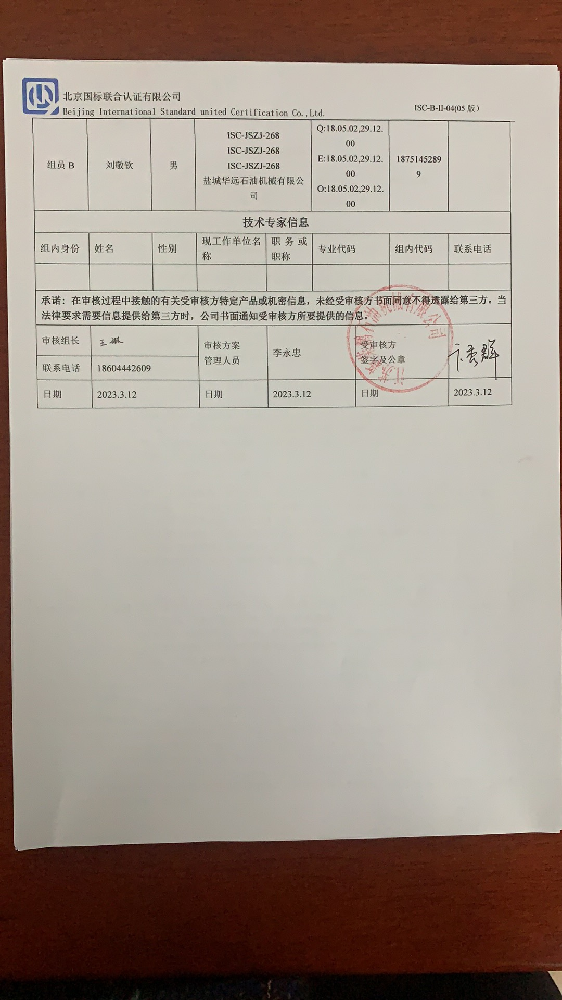 北京国标联合认证有限公司
Beijing International Standard united Certification Co.,Ltd.
ISC-B-II-04(05 版)
组员 B
刘敬钦
男
ISC-JSZJ-268
ISC-JSZJ-268
ISC-JSZJ-268
盐城华远石油机械有限公
司
Q:18.05.02,29.12.
00
E:18.05.02,29.12.
00
O:18.05.02,29.12.
00
1875145289
9
技术专家信息
组内身份
姓名
性别
现工作单位名
称
职 务 或
职称
专业代码
组内代码
联系电话
承诺：在审核过程中接触的有关受审核方特定产品或机密信息，未经受审核方书面同意不得透露给第三方。当
法律要求需要信息提供给第三方时，公司书面通知受审核方所要提供的信息。
审核组长
王
审核方案
管理人员
李永忠
受审核方
签字及公章
卞秀群
联系电话
18604442609
日期
2023.3.12
日期
2023.3.12
日期
2023.3.12
石油机械有限公司